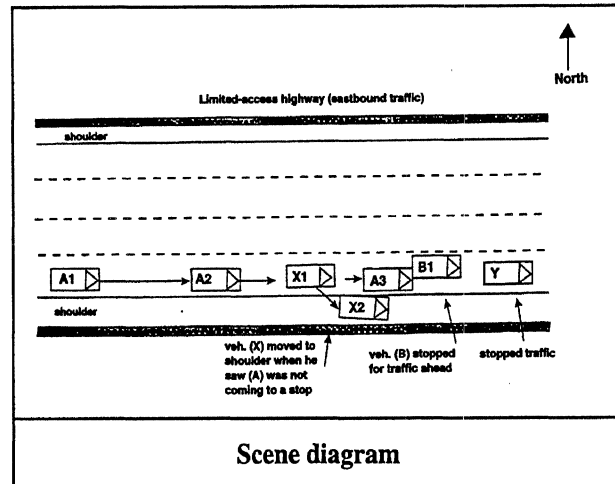 North
Limited-access highway (eastbound traffic)
shoulder
A1
A2
X1
A3
B1
Y
X2
shoulder
veh. (X) moved to
shoulder when he
saw (A) was not
coming to a stop
veh. (B) stopped
for traffic ahead
stopped traffic
Scene diagram